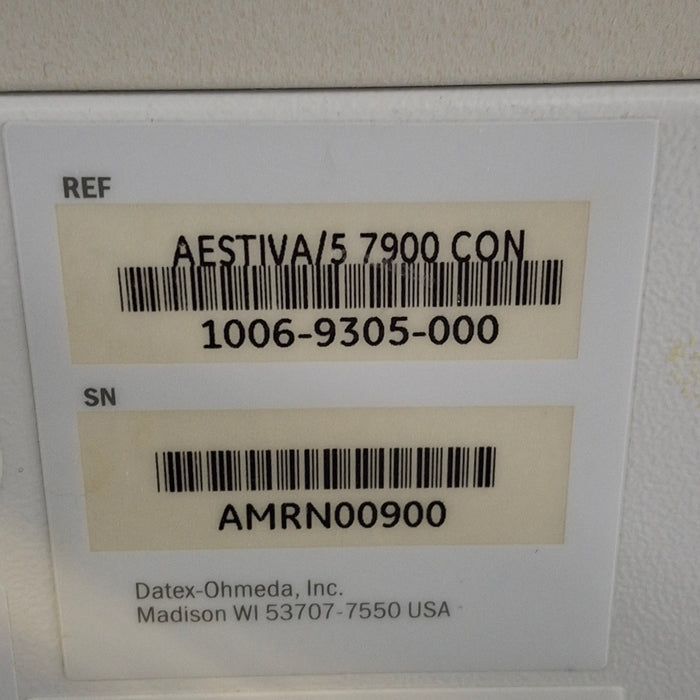 REF
AESTIVA/5 7900 CON
1006-9305-000
SN
AMRN00900
Datex-Ohmeda, Inc.
Madison WI 53707-7550 USA